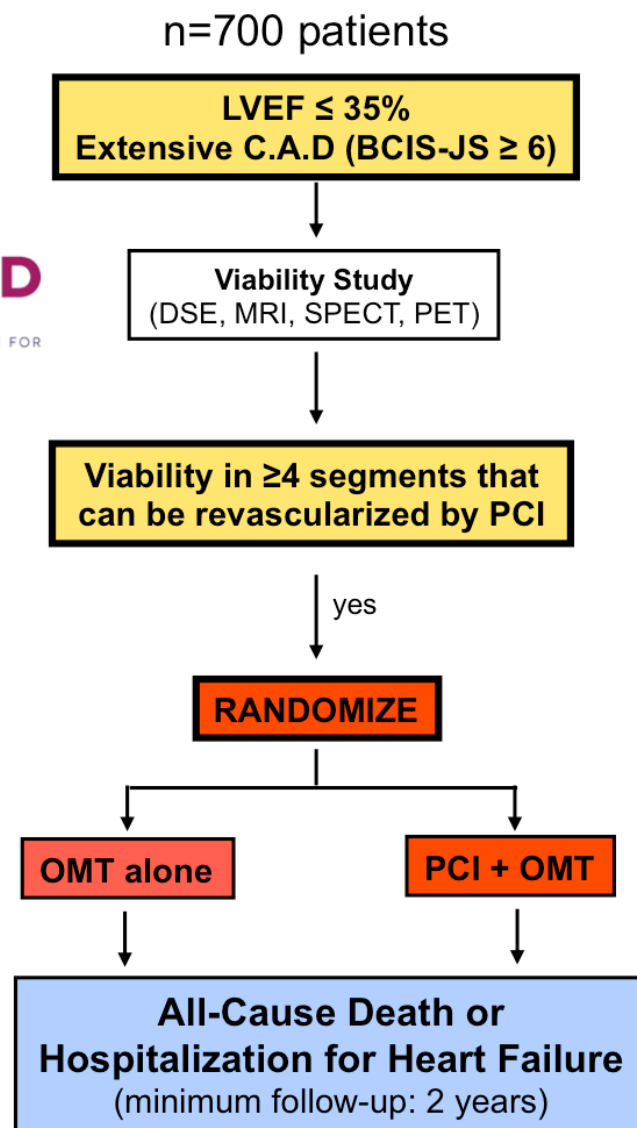 n=700 patients
LVEF ≤ 35%
Extensive C.A.D (BCIS-JS ≥ 6)
D
FOR
Viability Study
(DSE, MRI, SPECT, PET)
Viability in ≥4 segments that
can be revascularized by PCI
yes
RANDOMIZE
OMT alone
PCI + OMT
All-Cause Death or
Hospitalization for Heart Failure
(minimum follow-up: 2 years)